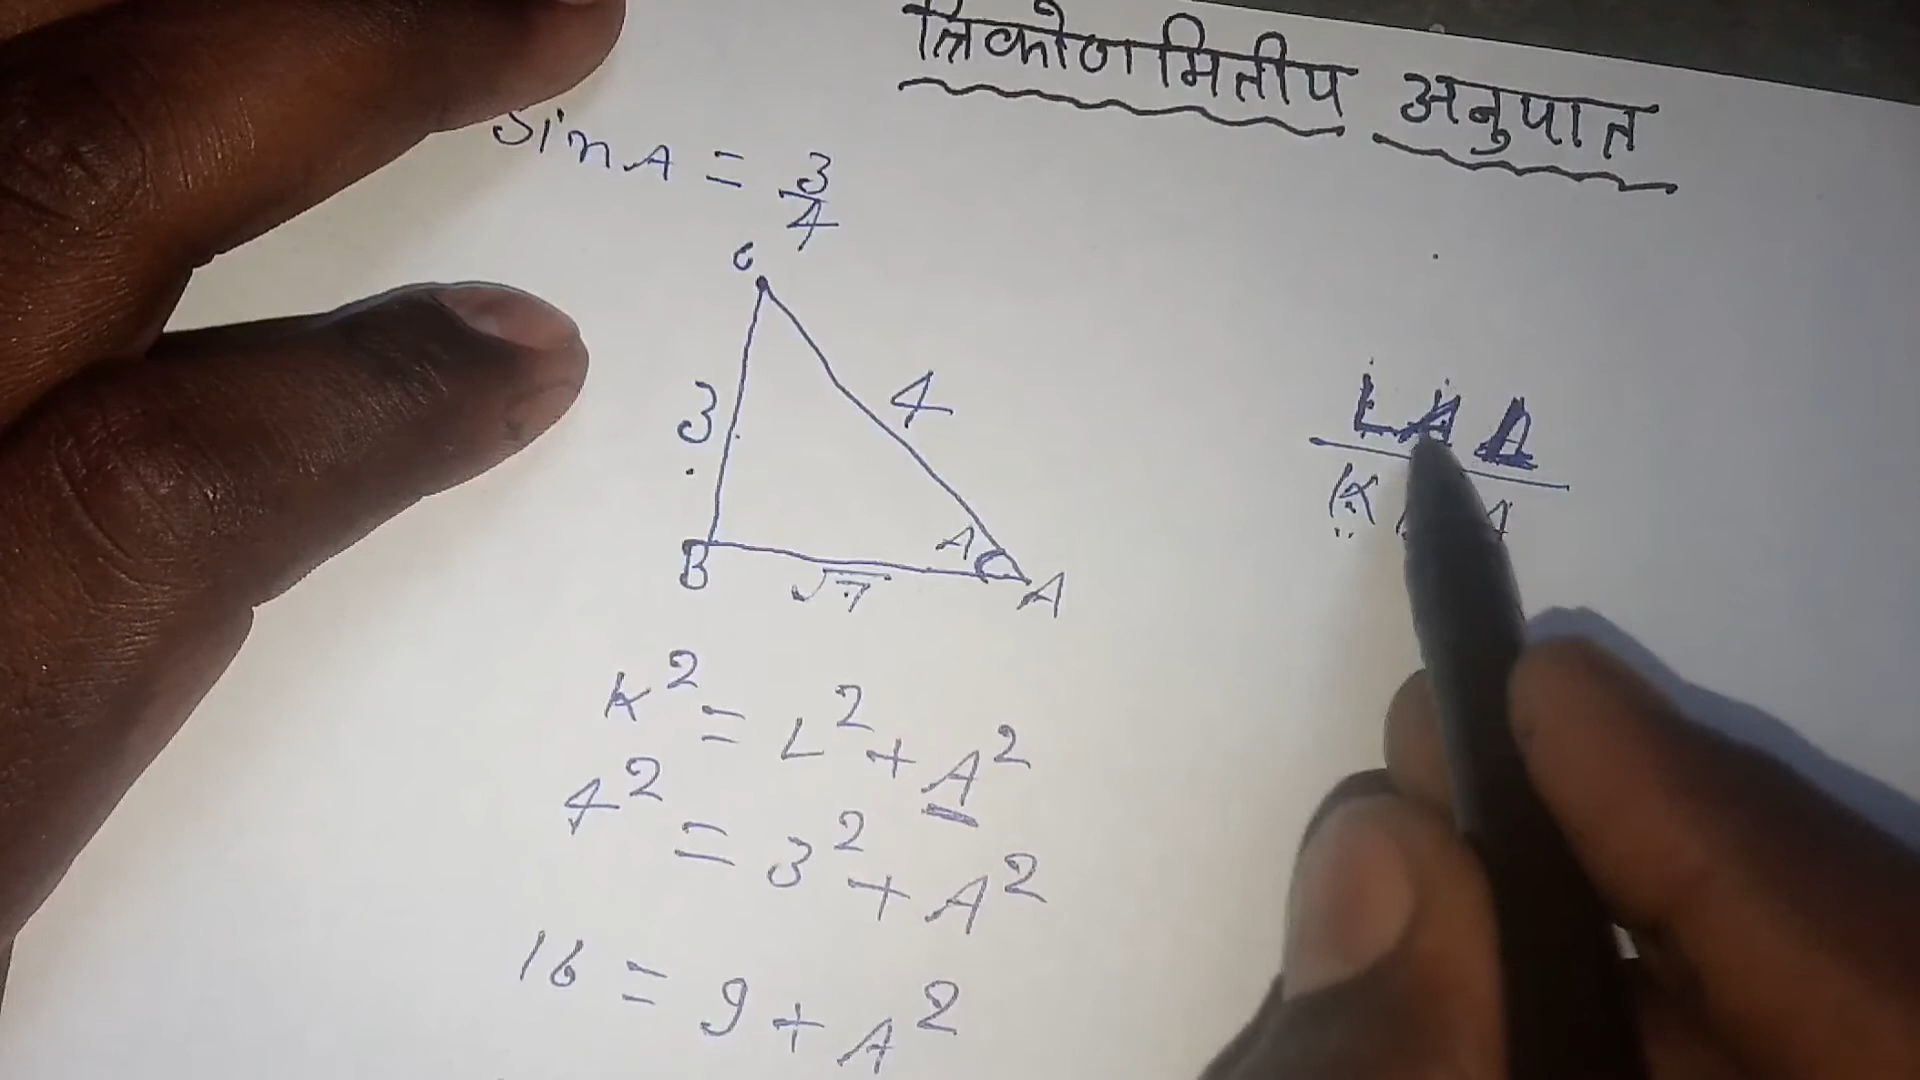 त्रिकोणमितीय अनुपात
sin A = 3/4
C
3
4
B
A
A
√7
K² = L² + A²
4² = 3² + A²
16 = 9 + A²